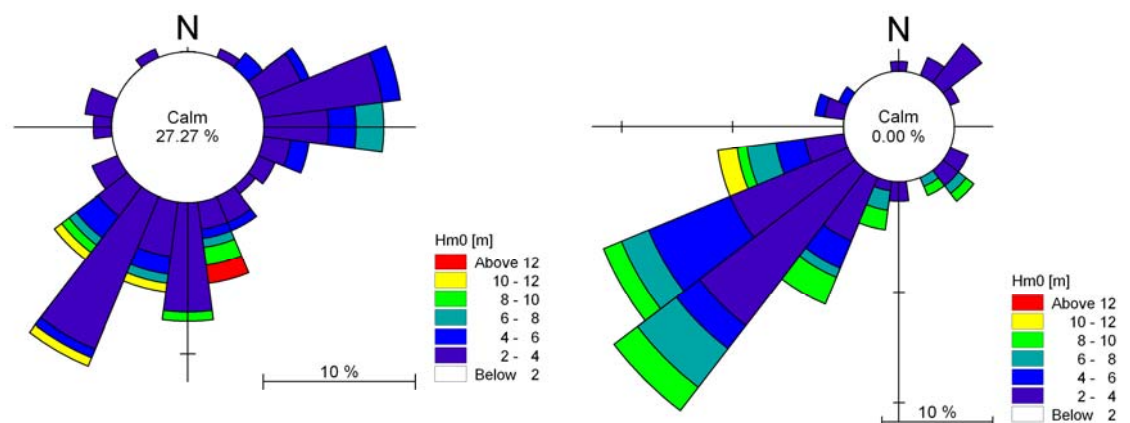 N
Calm
27.27 %
Hm0 [m]
Above 12
10 - 12
8 - 10
6 - 8
4 - 6
2 - 4
Below 2
10 %
N
Calm
0.00 %
Hm0 [m]
Above 12
10 - 12
8 - 10
6 - 8
4 - 6
2 - 4
Below 2
10 %